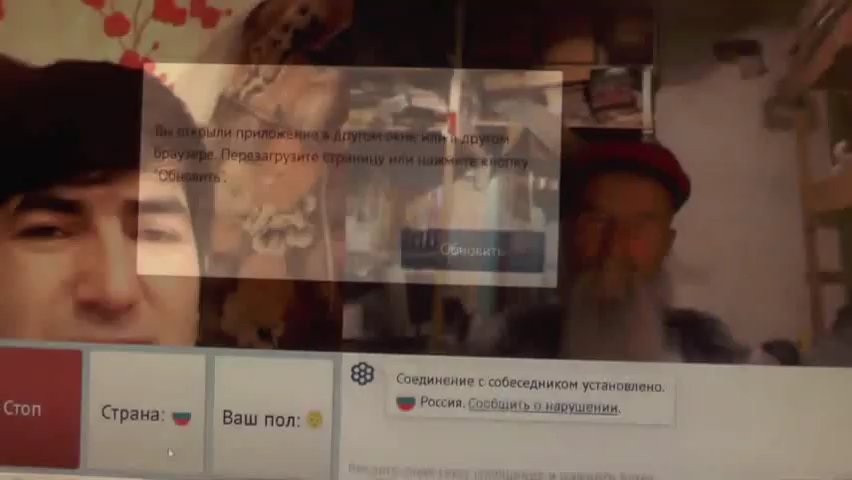 Вы открыли приложение в другом окне или в другом
браузере. Перезагрузите страницу или нажмите кнопку
"Обновить".
Обновить
Стоп
Страна:
Ваш пол:
Соединение с собеседником установлено.
Россия. Сообщить о нарушении.